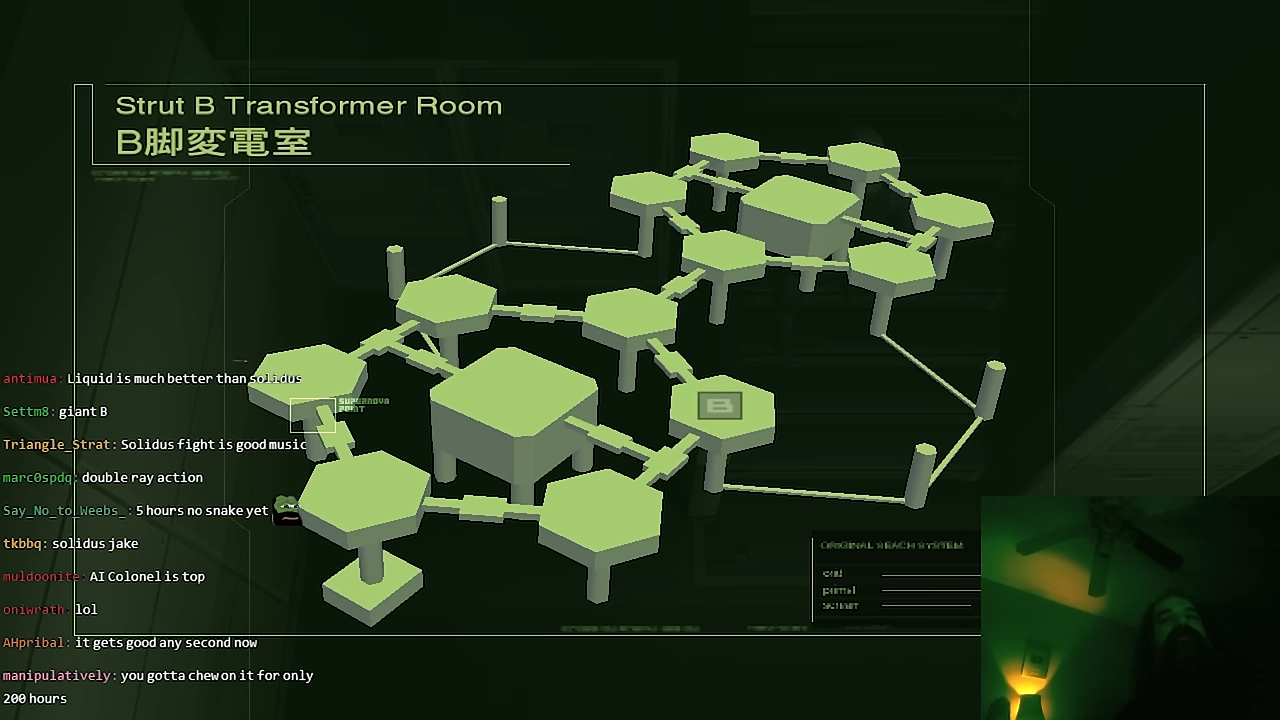 Strut B Transformer Room
B脚変電室
SUPERNOVA
POINT
B
antimua: Liquid is much better than solidus
Settm8: giant B
Triangle_Strat: Solidus fight is good music
marc0spdq: double ray action
Say_No_to_Weebs_: 5 hours no snake yet
tkbbq: solidus jake
muldoonite: AI Colonel is top
oniwrath: lol
AHpribal: it gets good any second now
manipulatively: you gotta chew on it for only
200 hours